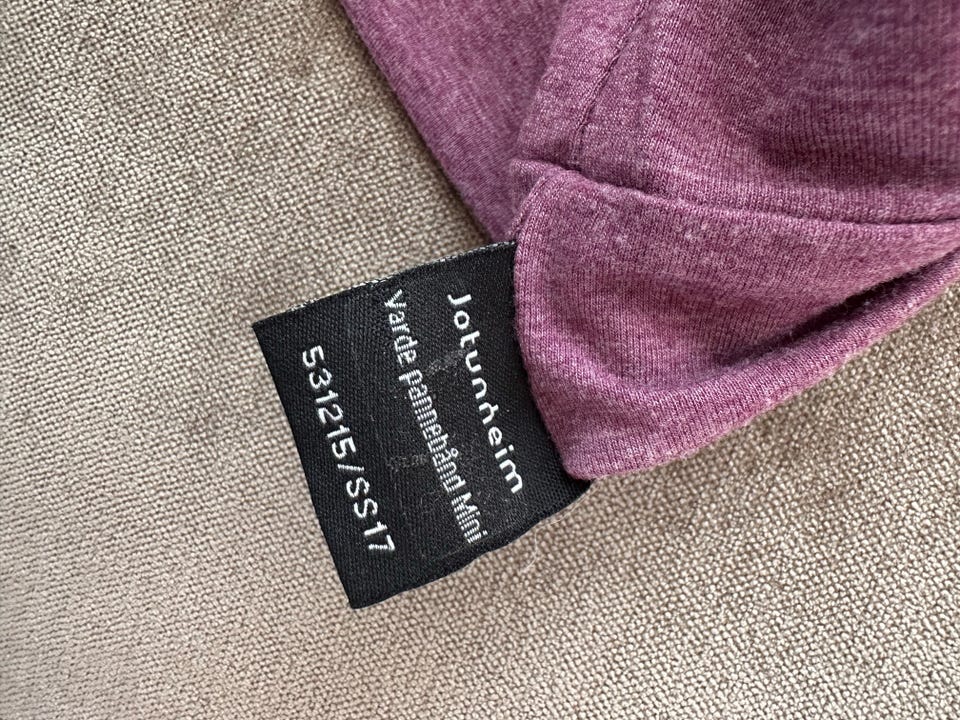 Jotunheim
Varde pannebånd Mini
531215/SS17